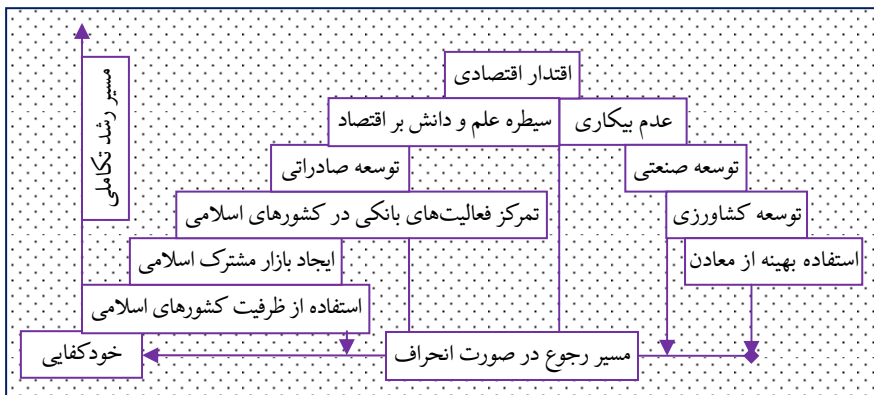 اقتدار اقتصادی
عدم بیکاری
سیطره علم و دانش بر اقتصاد
توسعه صنعتی
توسعه صادراتی
توسعه کشاورزی
تمرکز فعالیت‌های بانکی در کشورهای اسلامی
استفاده بهینه از معادن
ایجاد بازار مشترک اسلامی
استفاده از ظرفیت کشورهای اسلامی
مسیر رجوع در صورت انحراف
خودکفایی
مسیر رشد تکاملی